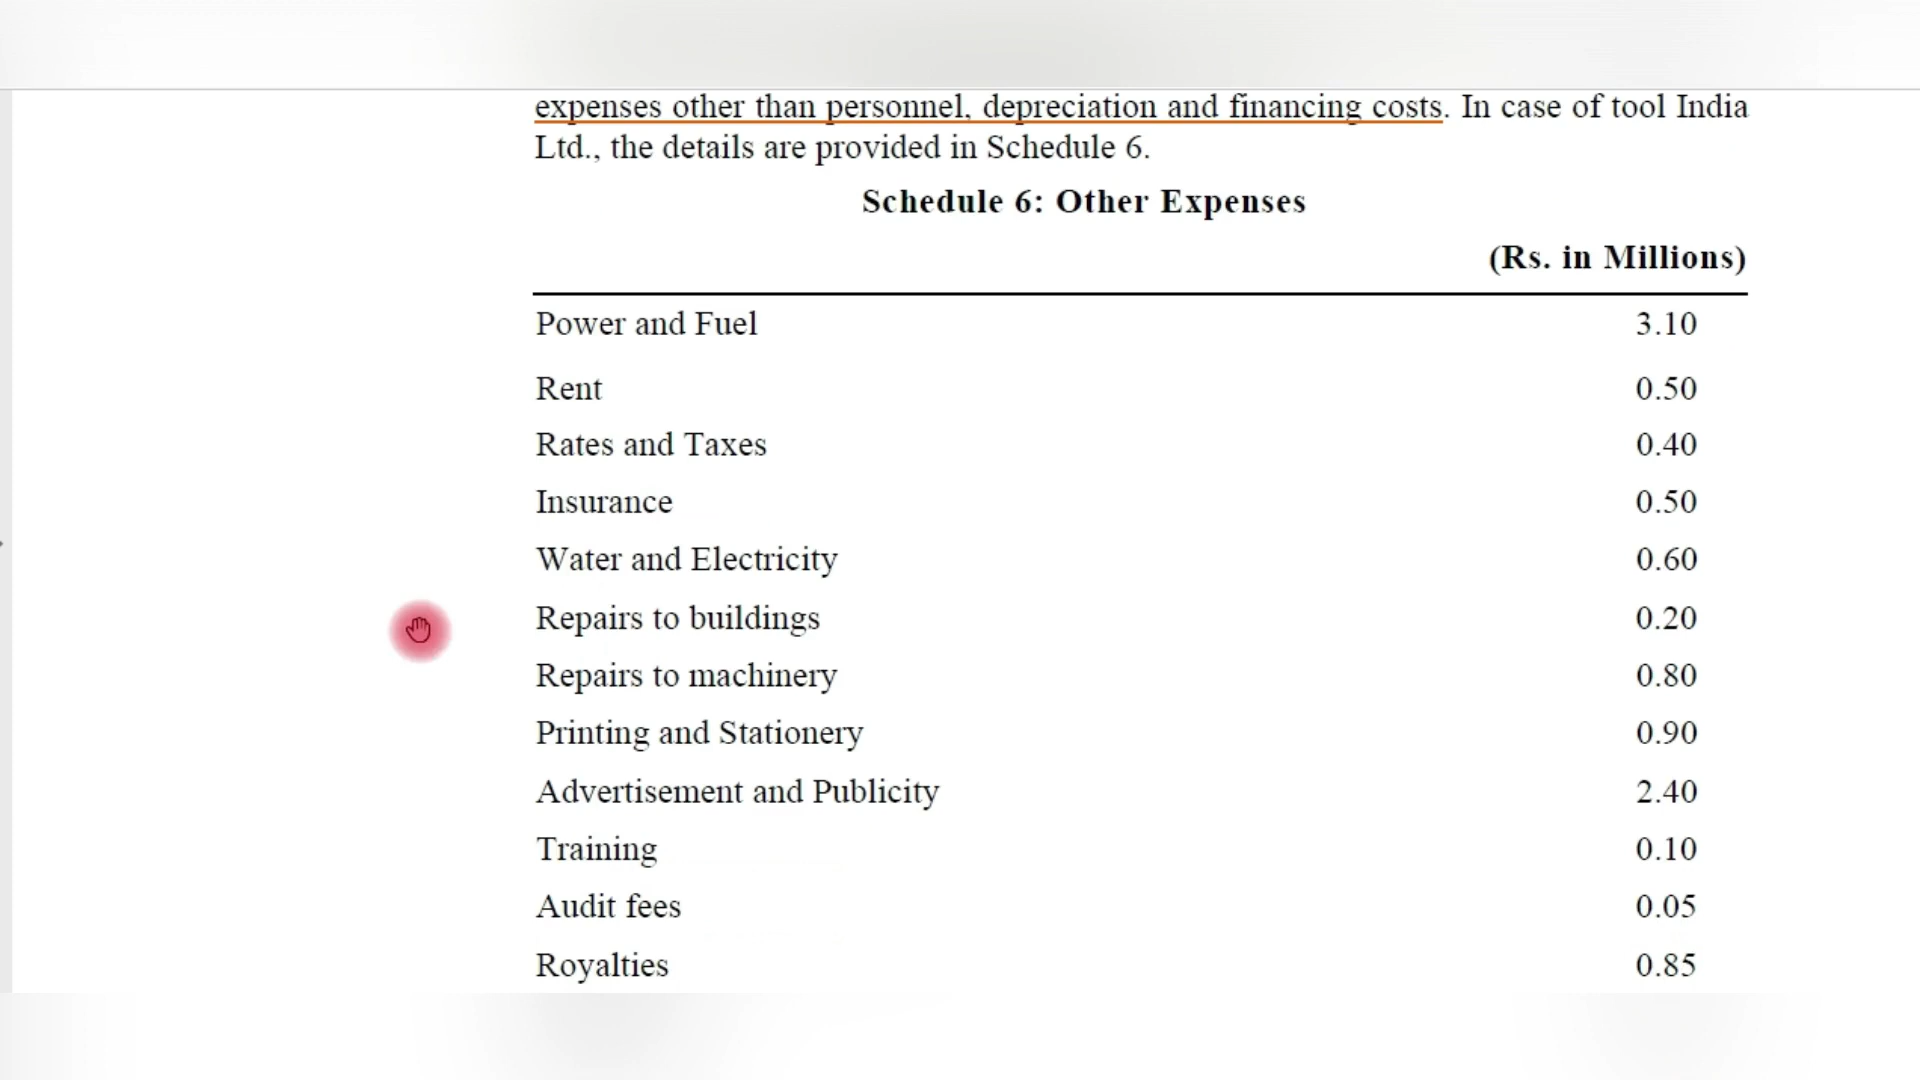 expenses other than personnel, depreciation and financing costs. In case of tool India
Ltd., the details are provided in Schedule 6.
Schedule 6: Other Expenses
(Rs. in Millions)
Power and Fuel 3.10
Rent 0.50
Rates and Taxes 0.40
Insurance 0.50
Water and Electricity 0.60
Repairs to buildings 0.20
Repairs to machinery 0.80
Printing and Stationery 0.90
Advertisement and Publicity 2.40
Training 0.10
Audit fees 0.05
Royalties 0.85